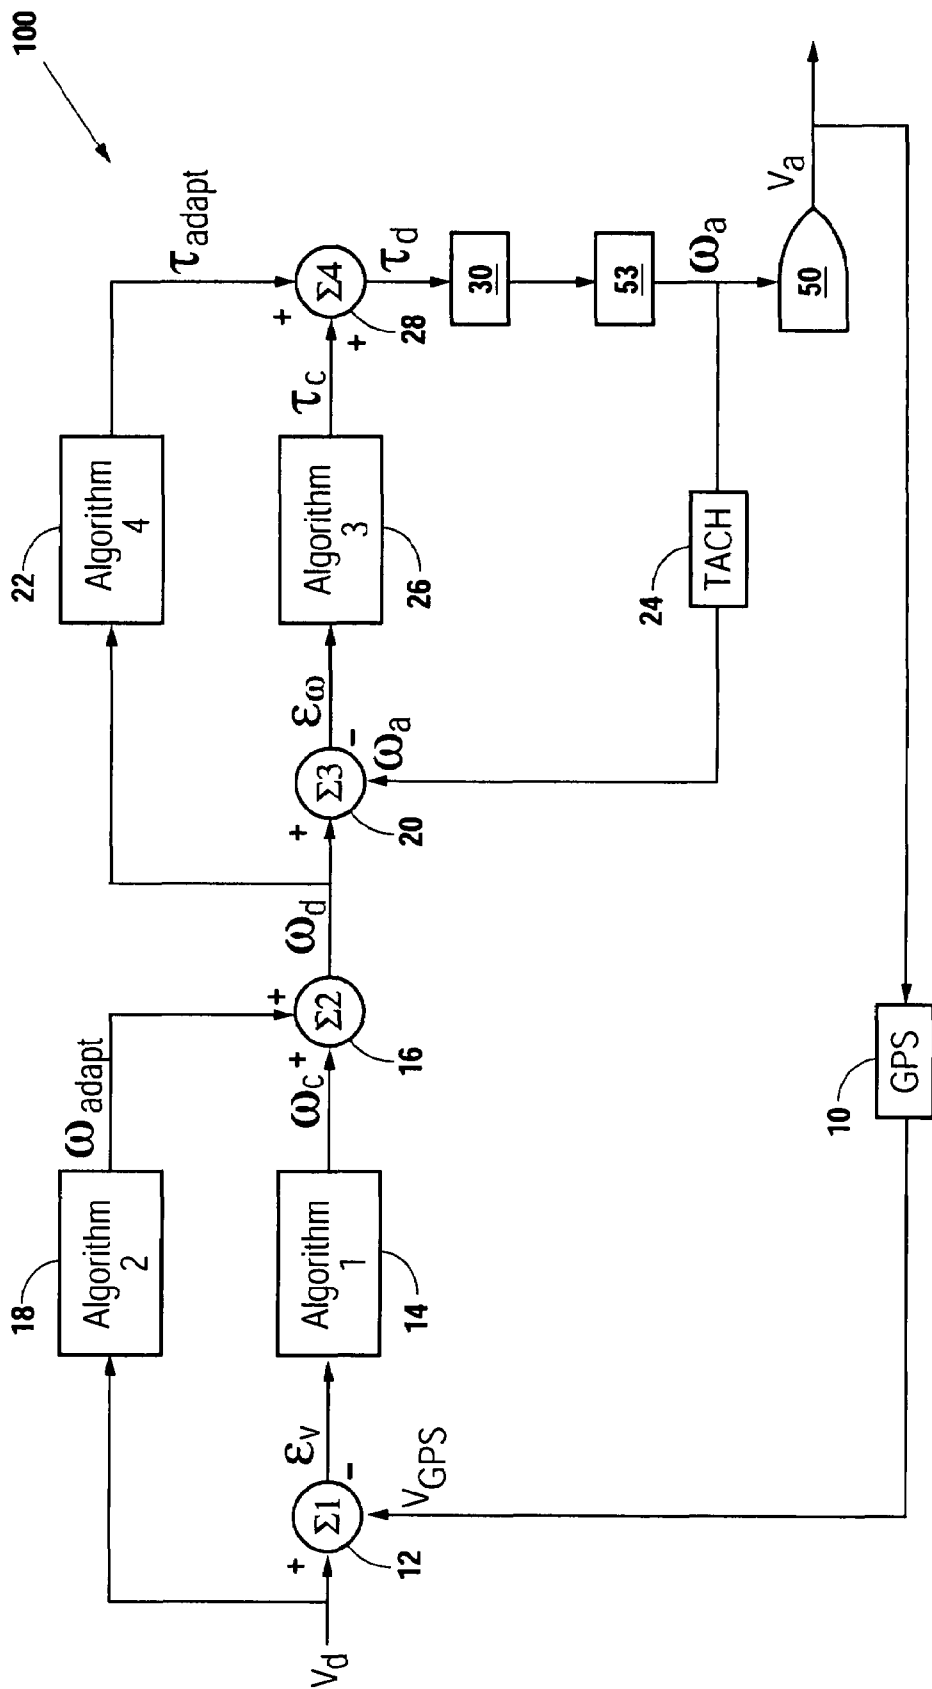 100
Vd
+
Σ1
-
12
VGPS
εv
18
Algorithm
2
ωadapt
Algorithm
1
14
ωc
+
+
Σ2
16
ωd
+
Σ3
-
20
ωa
εω
22
Algorithm
4
τadapt
Algorithm
3
26
τc
+
+
Σ4
28
τd
30
53
ωa
24
TACH
50
Va
10
GPS